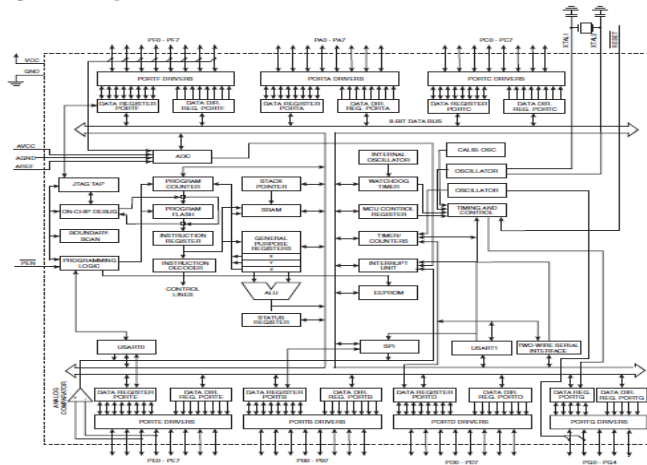 PF0 - PF7
PA0 - PA7
PC0 - PC7
XTAL1
XTAL2
RESET
VCC
GND
PORTF DRIVERS
PORTA DRIVERS
PORTC DRIVERS
DATA REGISTER PORTF
DATA DIR. REG. PORTF
DATA REGISTER PORTA
DATA DIR. REG. PORTA
DATA REGISTER PORTC
DATA DIR. REG. PORTC
8-BIT DATA BUS
AVCC
AGND
AREF
ADC
INTERNAL OSCILLATOR
CALIB. OSC
OSCILLATOR
OSCILLATOR
JTAG TAP
PROGRAM COUNTER
STACK POINTER
WATCHDOG TIMER
ON-CHIP DEBUG
PROGRAM FLASH
SRAM
MCU CONTROL REGISTER
TIMING AND CONTROL
BOUNDARY SCAN
INSTRUCTION REGISTER
GENERAL PURPOSE REGISTERS
X
Y
Z
TIMER/ COUNTERS
PEN
PROGRAMMING LOGIC
INSTRUCTION DECODER
INTERRUPT UNIT
CONTROL LINES
ALU
EEPROM
STATUS REGISTER
USART0
SPI
USART1
TWO-WIRE SERIAL INTERFACE
ANALOG COMPARATOR
DATA REGISTER PORTE
DATA DIR. REG. PORTE
DATA REGISTER PORTB
DATA DIR. REG. PORTB
DATA REGISTER PORTD
DATA DIR. REG. PORTD
DATA REG. PORTG
DATA DIR. REG. PORTG
PORTE DRIVERS
PORTB DRIVERS
PORTD DRIVERS
PORTG DRIVERS
PE0 - PE7
PB0 - PB7
PD0 - PD7
PG0 - PG4